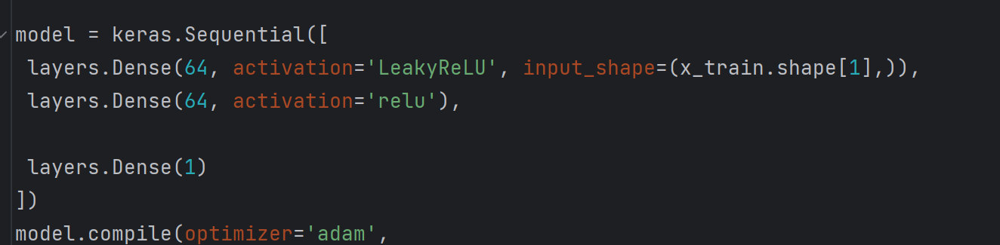 model = keras.Sequential([
 layers.Dense(64, activation='LeakyReLU', input_shape=(x_train.shape[1],)),
 layers.Dense(64, activation='relu'),
 layers.Dense(1)
])
model.compile(optimizer='adam',